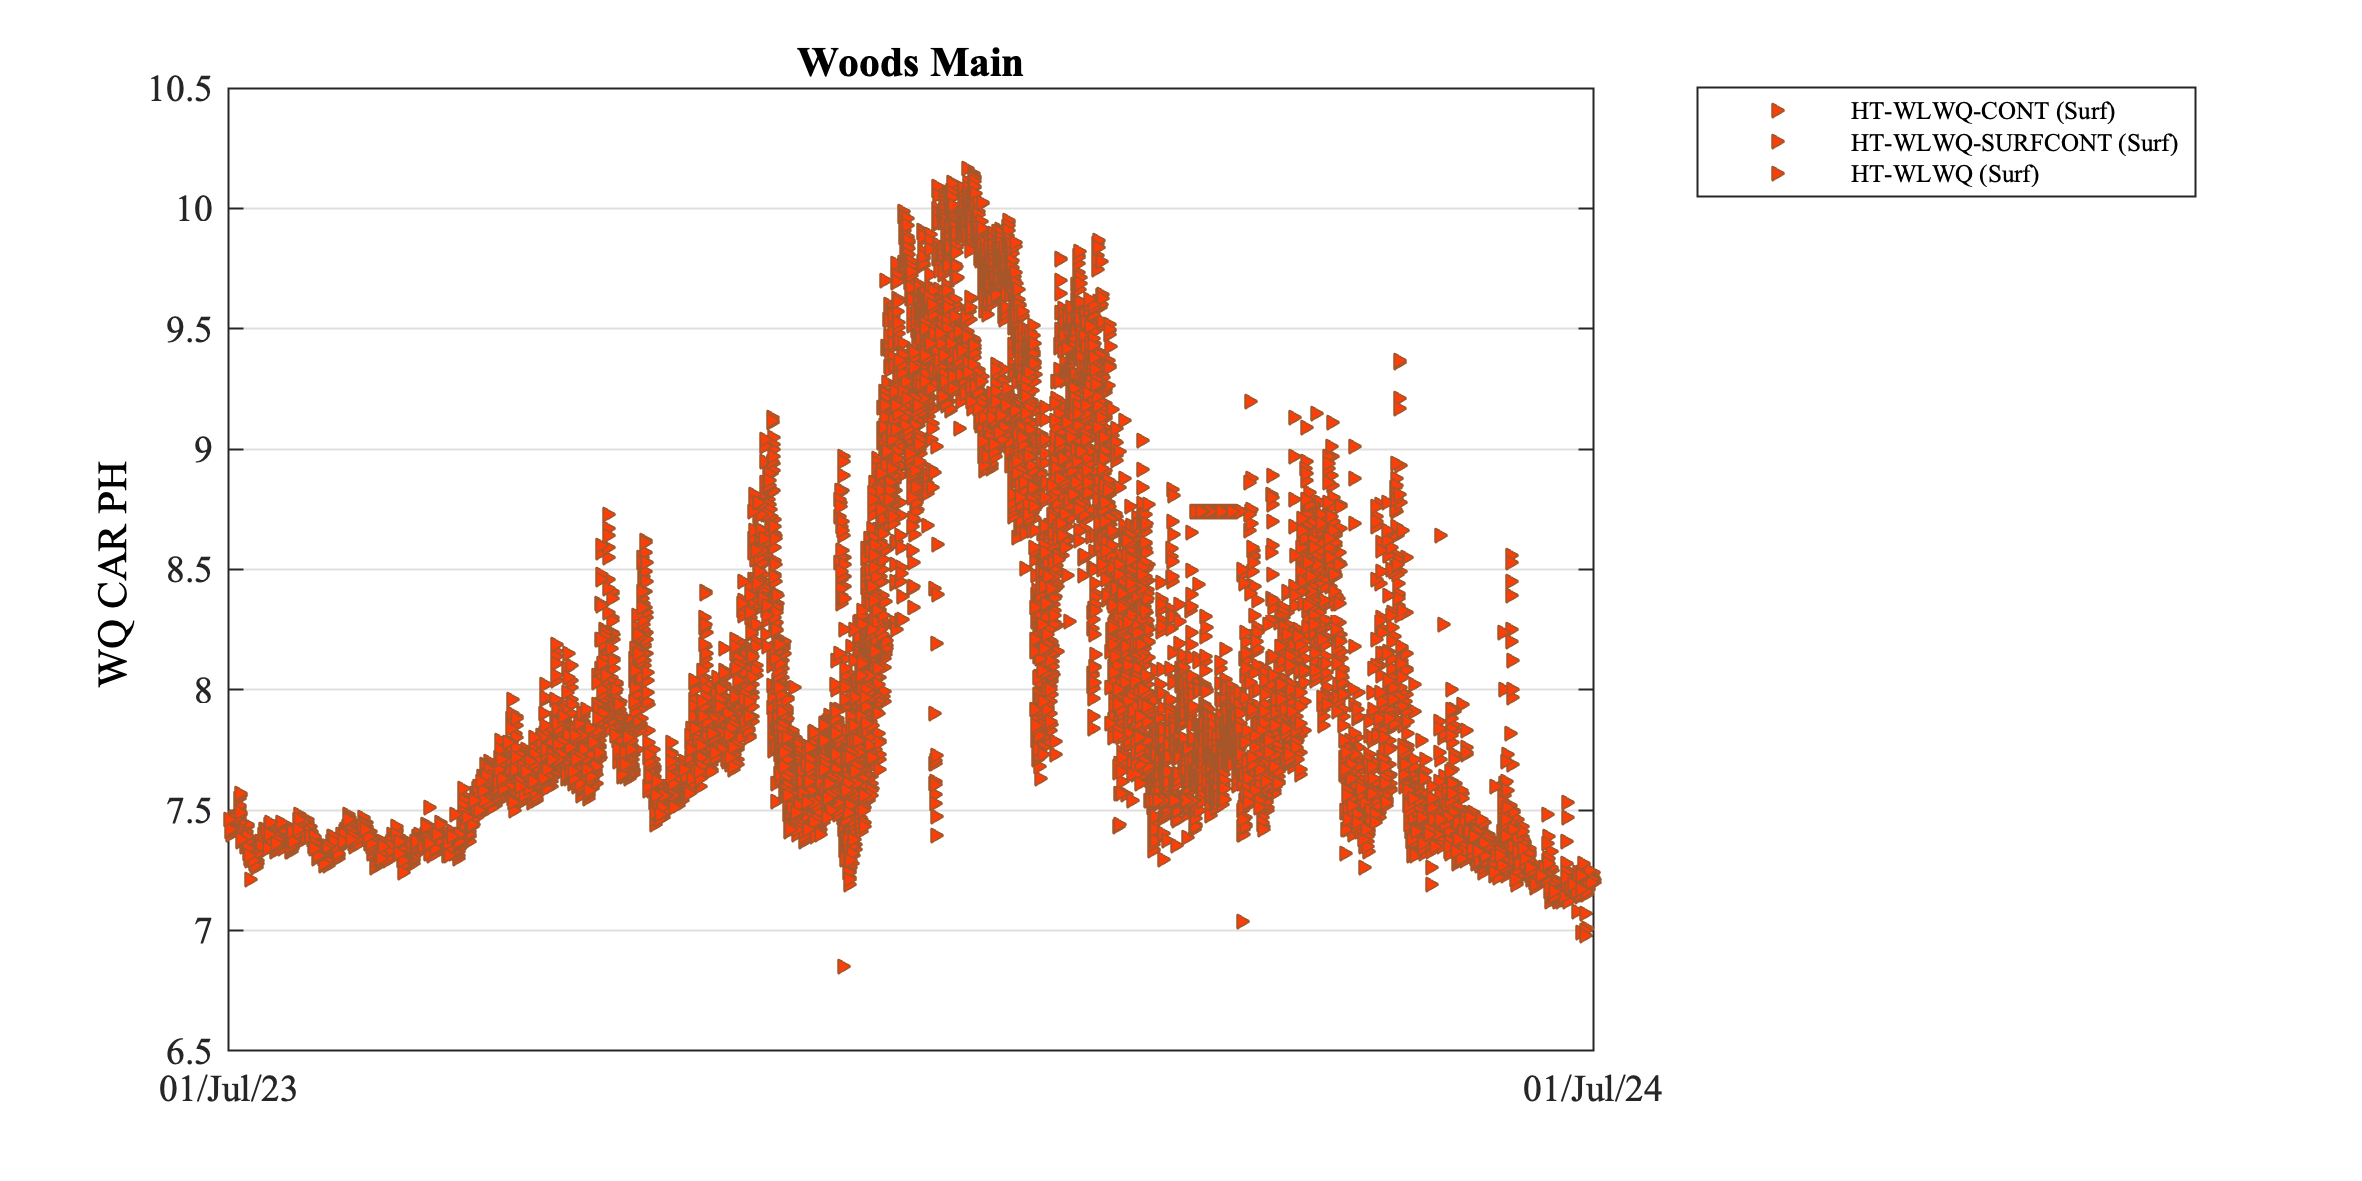 Woods Main
10.5
10
9.5
9
8.5
8
7.5
7
6.5
WQ CAR PH
01/Jul/23
01/Jul/24
HT-WLWQ-CONT (Surf)
HT-WLWQ-SURFCONT (Surf)
HT-WLWQ (Surf)